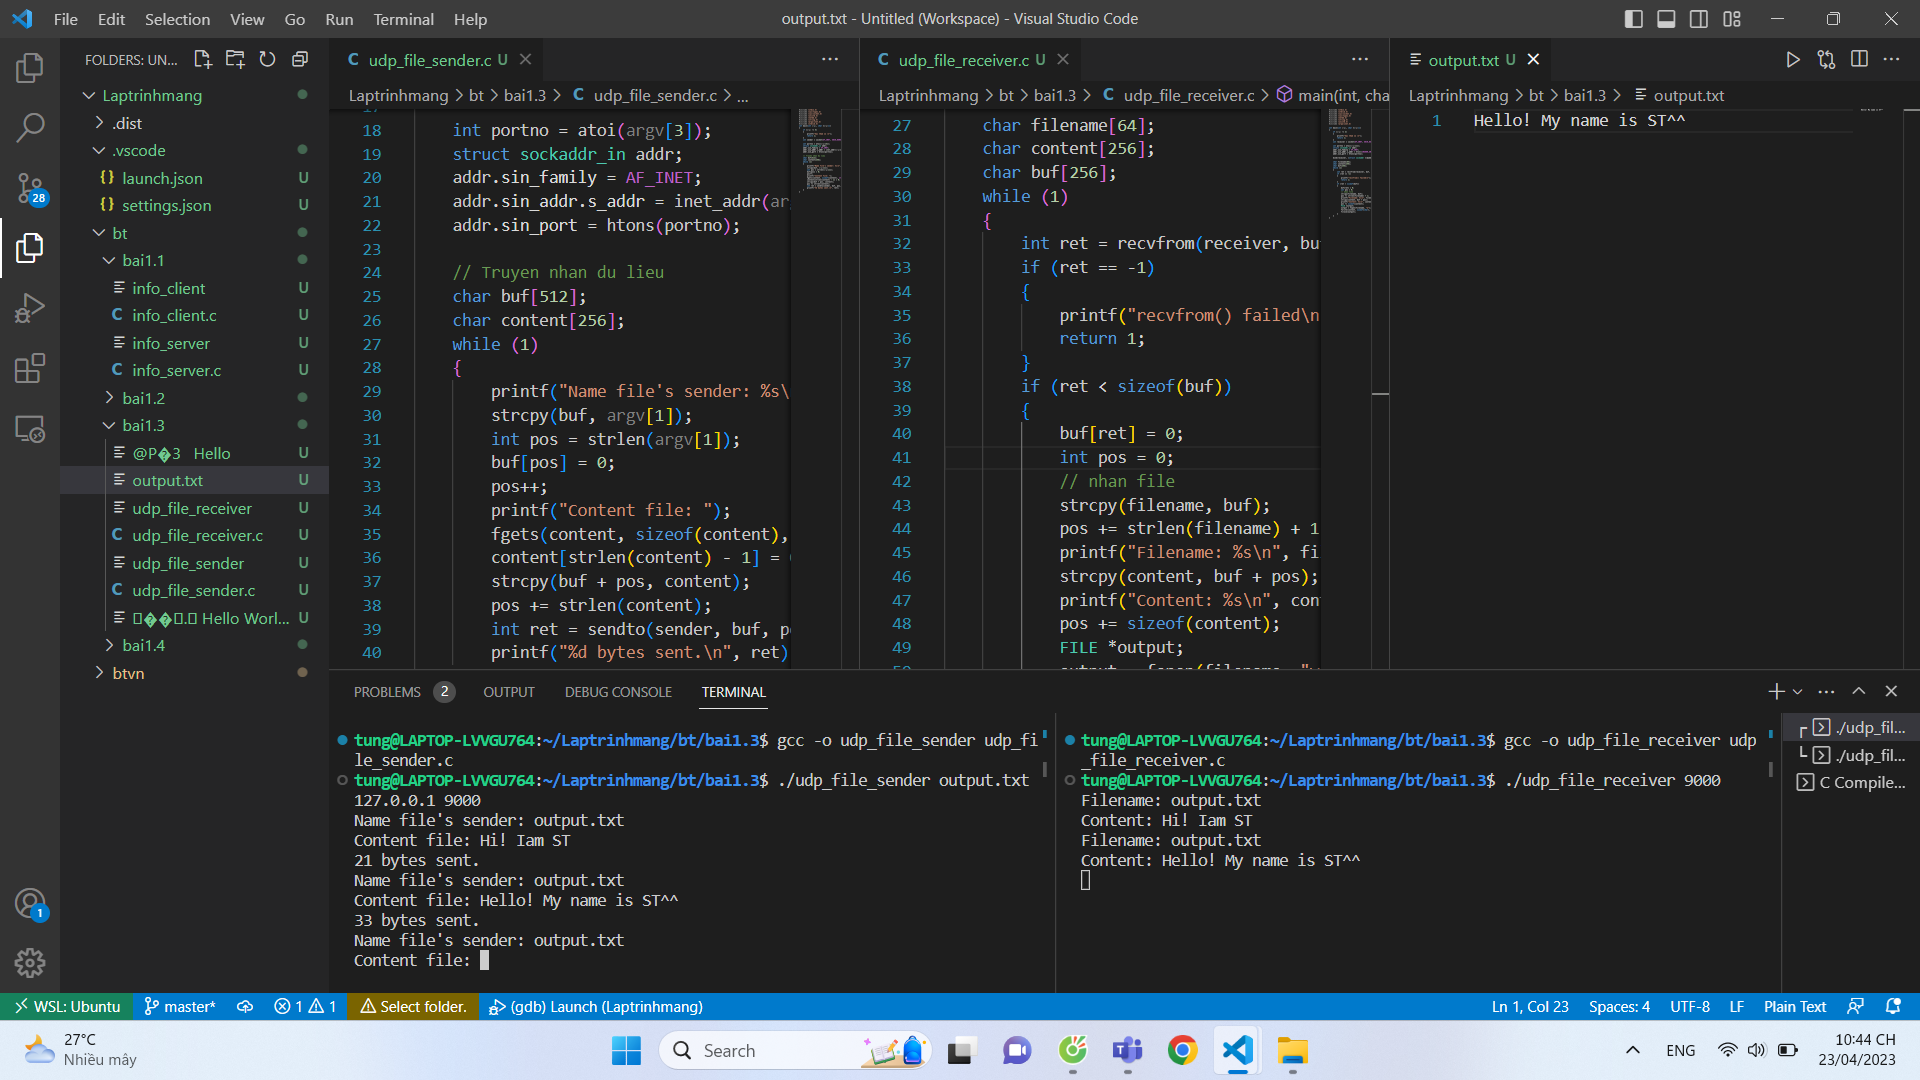 File Edit Selection View Go Run Terminal Help
output.txt - Untitled (Workspace) - Visual Studio Code
FOLDERS: UN...
Laptrinhmang
.dist
.vscode
{} launch.json U
{} settings.json U
bt
bai1.1
info_client U
C info_client.c U
info_server U
C info_server.c U
bai1.2
bai1.3
@P�3 Hello U
output.txt U
udp_file_receiver U
C udp_file_receiver.c U
udp_file_sender U
C udp_file_sender.c U
Hello Worl... U
bai1.4
btvn
28
1
C udp_file_sender.c U
Laptrinhmang > bt > bai1.3 > C udp_file_sender.c > ...
18 int portno = atoi(argv[3]);
19 struct sockaddr_in addr;
20 addr.sin_family = AF_INET;
21 addr.sin_addr.s_addr = inet_addr(ar
22 addr.sin_port = htons(portno);
23
24 // Truyen nhan du lieu
25 char buf[512];
26 char content[256];
27 while (1)
28 {
29 printf("Name file's sender: %s\
30 strcpy(buf, argv[1]);
31 int pos = strlen(argv[1]);
32 buf[pos] = 0;
33 pos++;
34 printf("Content file: ");
35 fgets(content, sizeof(content),
36 content[strlen(content) - 1] =
37 strcpy(buf + pos, content);
38 pos += strlen(content);
39 int ret = sendto(sender, buf, p
40 printf("%d bytes sent.\n", ret)
C udp_file_receiver.c U
Laptrinhmang > bt > bai1.3 > C udp_file_receiver.c > main(int, cha
27 char filename[64];
28 char content[256];
29 char buf[256];
30 while (1)
31 {
32 int ret = recvfrom(receiver, bu
33 if (ret == -1)
34 {
35 printf("recvfrom() failed\n
36 return 1;
37 }
38 if (ret < sizeof(buf))
39 {
40 buf[ret] = 0;
41 int pos = 0;
42 // nhan file
43 strcpy(filename, buf);
44 pos += strlen(filename) + 1
45 printf("Filename: %s\n", fi
46 strcpy(content, buf + pos);
47 printf("Content: %s\n", con
48 pos += sizeof(content);
49 FILE *output;
output.txt U
Laptrinhmang > bt > bai1.3 > output.txt
1 Hello! My name is ST^^
PROBLEMS 2 OUTPUT DEBUG CONSOLE TERMINAL
tung@LAPTOP-LVVGU764:~/Laptrinhmang/bt/bai1.3$ gcc -o udp_file_sender udp_fi
le_sender.c
tung@LAPTOP-LVVGU764:~/Laptrinhmang/bt/bai1.3$ ./udp_file_sender output.txt
127.0.0.1 9000
Name file's sender: output.txt
Content file: Hi! Iam ST
21 bytes sent.
Name file's sender: output.txt
Content file: Hello! My name is ST^^
33 bytes sent.
Name file's sender: output.txt
Content file:
tung@LAPTOP-LVVGU764:~/Laptrinhmang/bt/bai1.3$ gcc -o udp_file_receiver udp
_file_receiver.c
tung@LAPTOP-LVVGU764:~/Laptrinhmang/bt/bai1.3$ ./udp_file_receiver 9000
Filename: output.txt
Content: Hi! Iam ST
Filename: output.txt
Content: Hello! My name is ST^^
./udp_fil...
./udp_fil...
C Compile...
WSL: Ubuntu master* 1 1 Select folder. (gdb) Launch (Laptrinhmang)
Ln 1, Col 23 Spaces: 4 UTF-8 LF Plain Text
27°C
Nhiều mây
Search
ENG
10:44 CH
23/04/2023